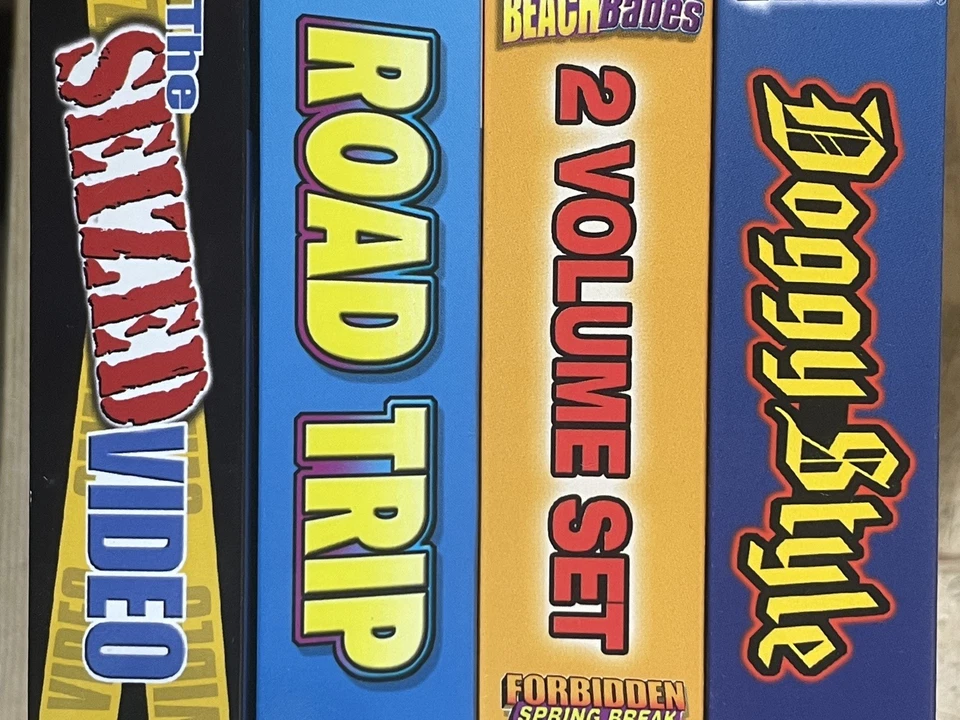 The
SEIZED
VIDEO
ROAD TRIP
BEACH Babes
2 VOLUME SET
FORBIDDEN
SPRING BREAK!
Doggy Style